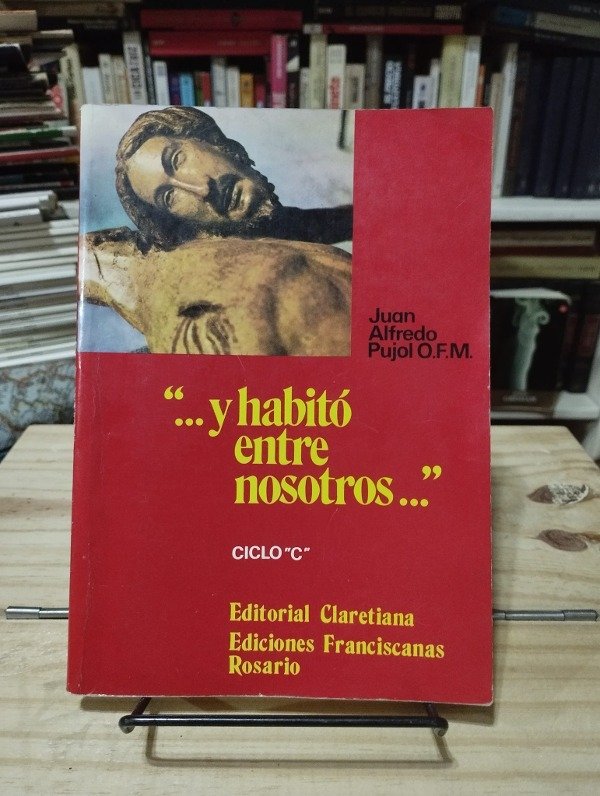 Juan
Alfredo
Pujol O.F.M.
“... y habitó
entre
nosotros ...”
CICLO "C"
Editorial Claretiana
Ediciones Franciscanas
Rosario